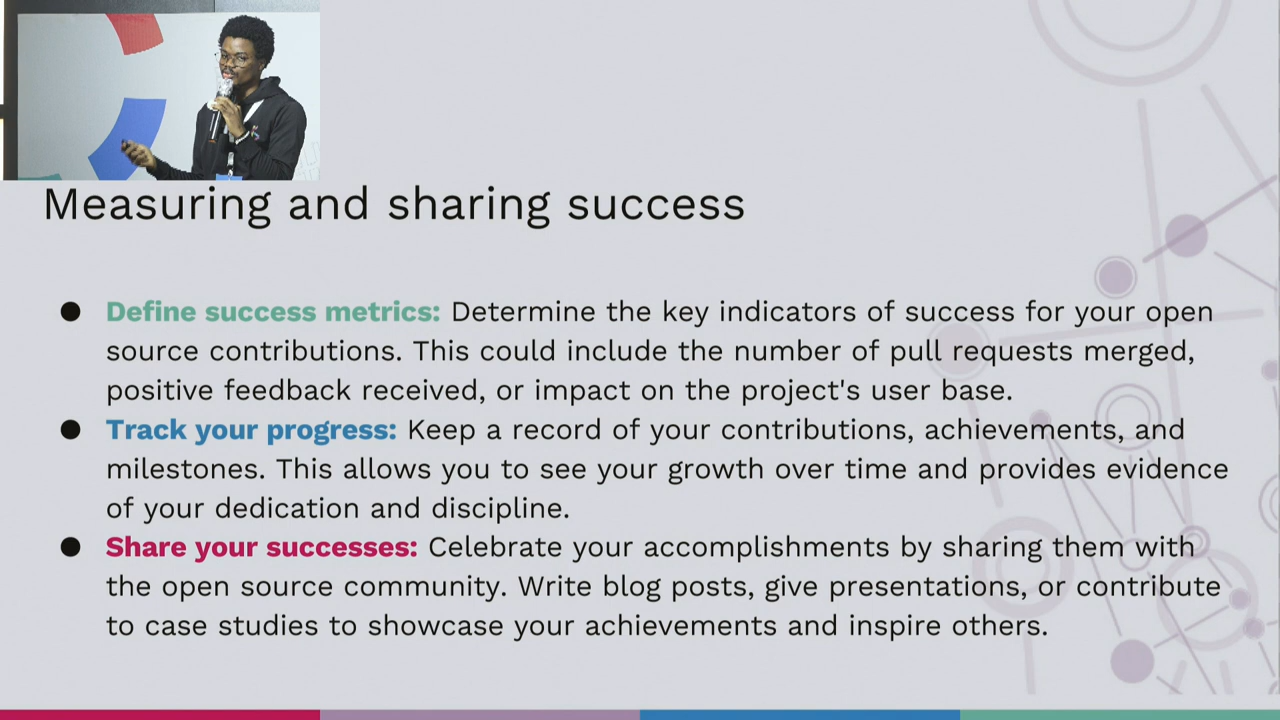 Measuring and sharing success
● Define success metrics: Determine the key indicators of success for your open
source contributions. This could include the number of pull requests merged,
positive feedback received, or impact on the project's user base.
● Track your progress: Keep a record of your contributions, achievements, and
milestones. This allows you to see your growth over time and provides evidence
of your dedication and discipline.
● Share your successes: Celebrate your accomplishments by sharing them with
the open source community. Write blog posts, give presentations, or contribute
to case studies to showcase your achievements and inspire others.